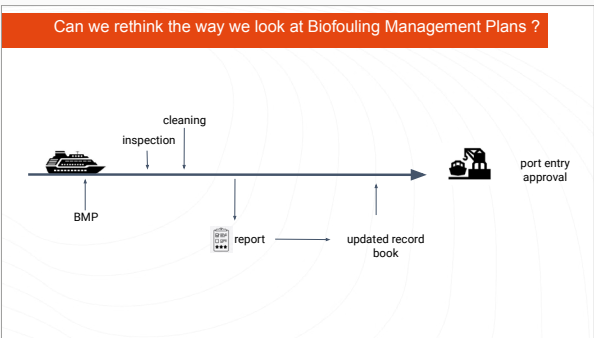 Can we rethink the way we look at Biofouling Management Plans ?
cleaning
inspection
port entry
approval
BMP
report
updated record
book